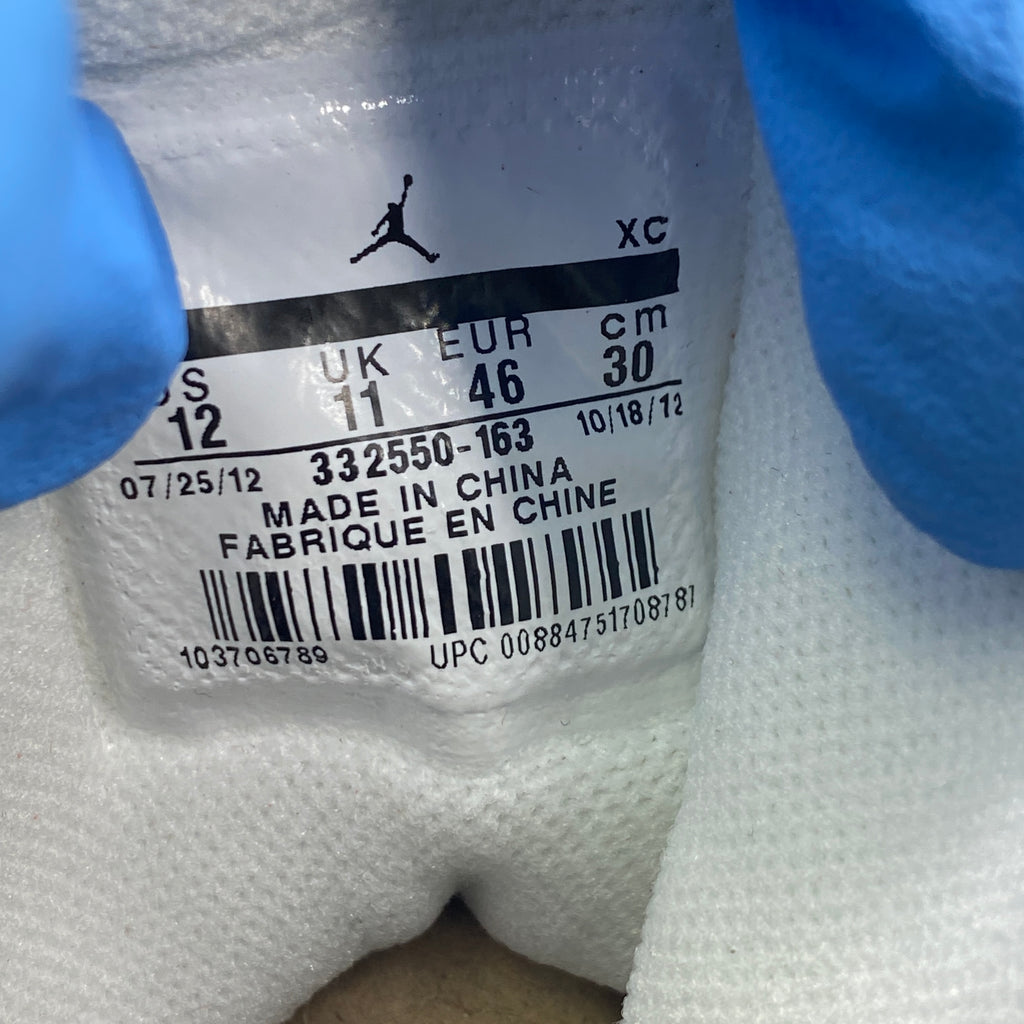 XC
US UK EUR cm
12 11 46 30
07/25/12 332550-163 10/18/12
MADE IN CHINA
FABRIQUE EN CHINE
103706789 UPC 00884751708781